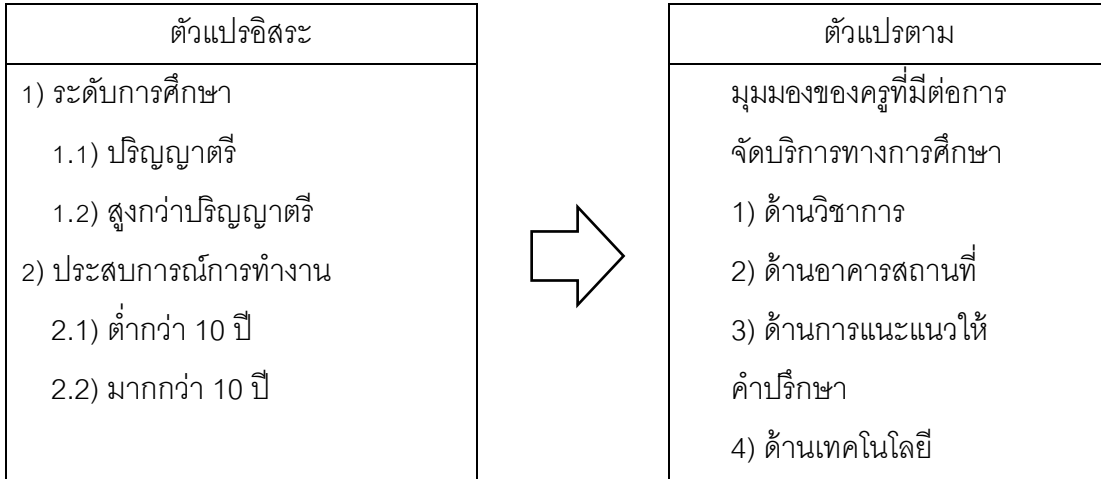 ตัวแปรอิสระ
1) ระดับการศึกษา
1.1) ปริญญาตรี
1.2) สูงกว่าปริญญาตรี
2) ประสบการณ์การทำงาน
2.1) ต่ำกว่า 10 ปี
2.2) มากกว่า 10 ปี
ตัวแปรตาม
มุมมองของครูที่มีต่อการ
จัดบริการทางการศึกษา
1) ด้านวิชาการ
2) ด้านอาคารสถานที่
3) ด้านการแนะแนวให้
คำปรึกษา
4) ด้านเทคโนโลยี